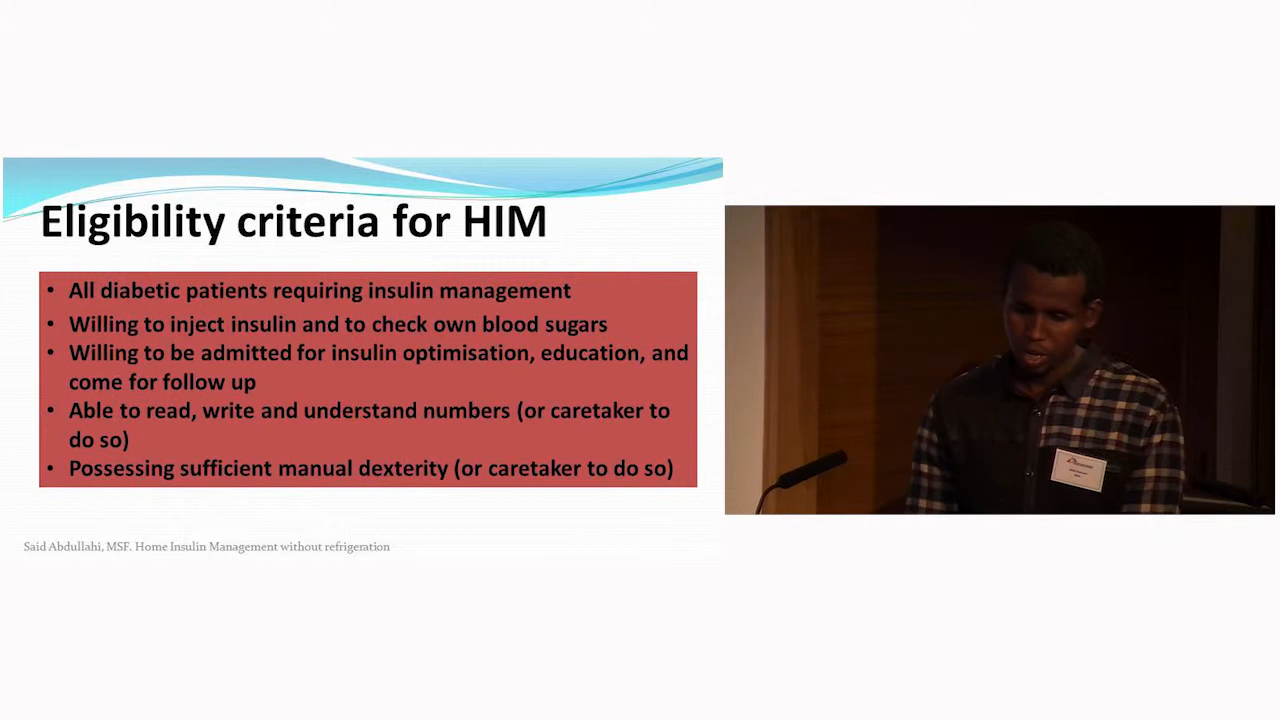 Eligibility criteria for HIM
• All diabetic patients requiring insulin management
• Willing to inject insulin and to check own blood sugars
• Willing to be admitted for insulin optimisation, education, and
come for follow up
• Able to read, write and understand numbers (or caretaker to
do so)
• Possessing sufficient manual dexterity (or caretaker to do so)
Said Abdullahi, MSF. Home Insulin Management without refrigeration